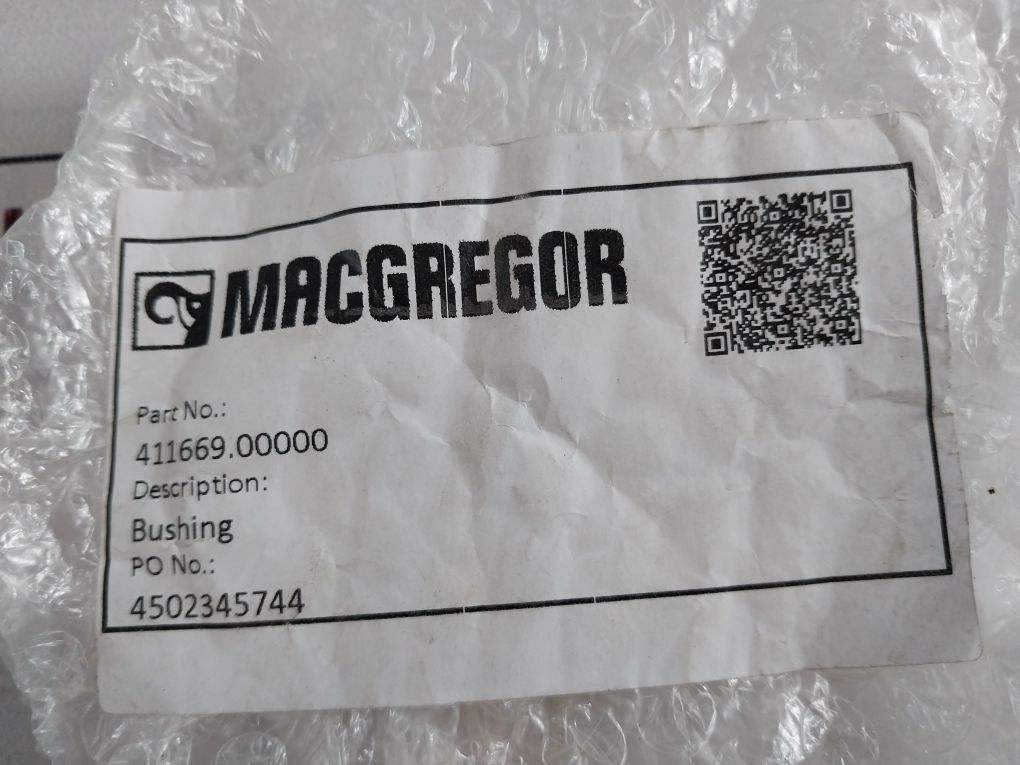 MACGREGOR
Part No.:
411669.00000
Description:
Bushing
PO No.:
4502345744